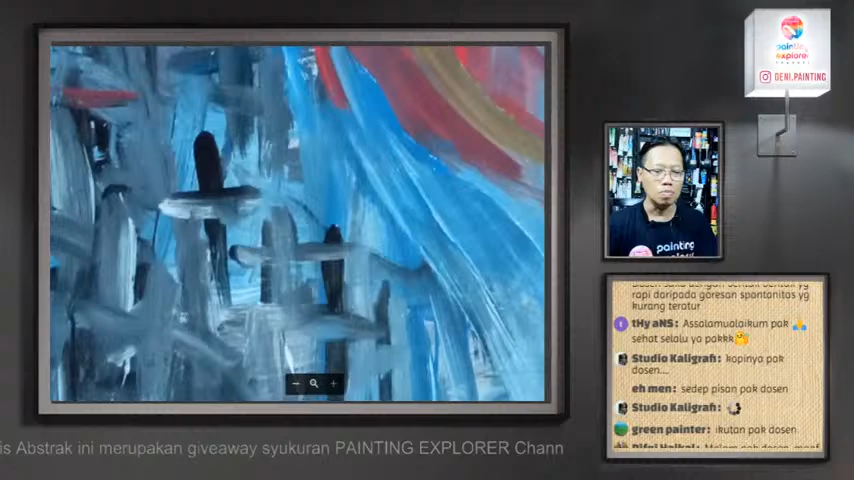 painting
explorer
DENI.PAINTING
painting
rapi daripada goresan spontanitas yg
kurang teratur
tHy aNS: Assalamualaikum pak
sehat selalu ya pakkk
Studio Kaligrafi: kopinya pak
dosen....
eh men: sedep pisan pak dosen
Studio Kaligrafi:
green painter: ikutan pak dosen
is Abstrak ini merupakan giveaway syukuran PAINTING EXPLORER Chann